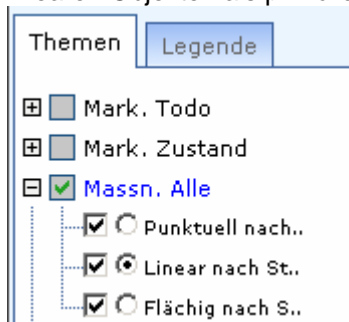 Themen Legende
Mark. Todo
Mark. Zustand
Massn. Alle
Punktuell nach..
Linear nach St..
Flächig nach S..